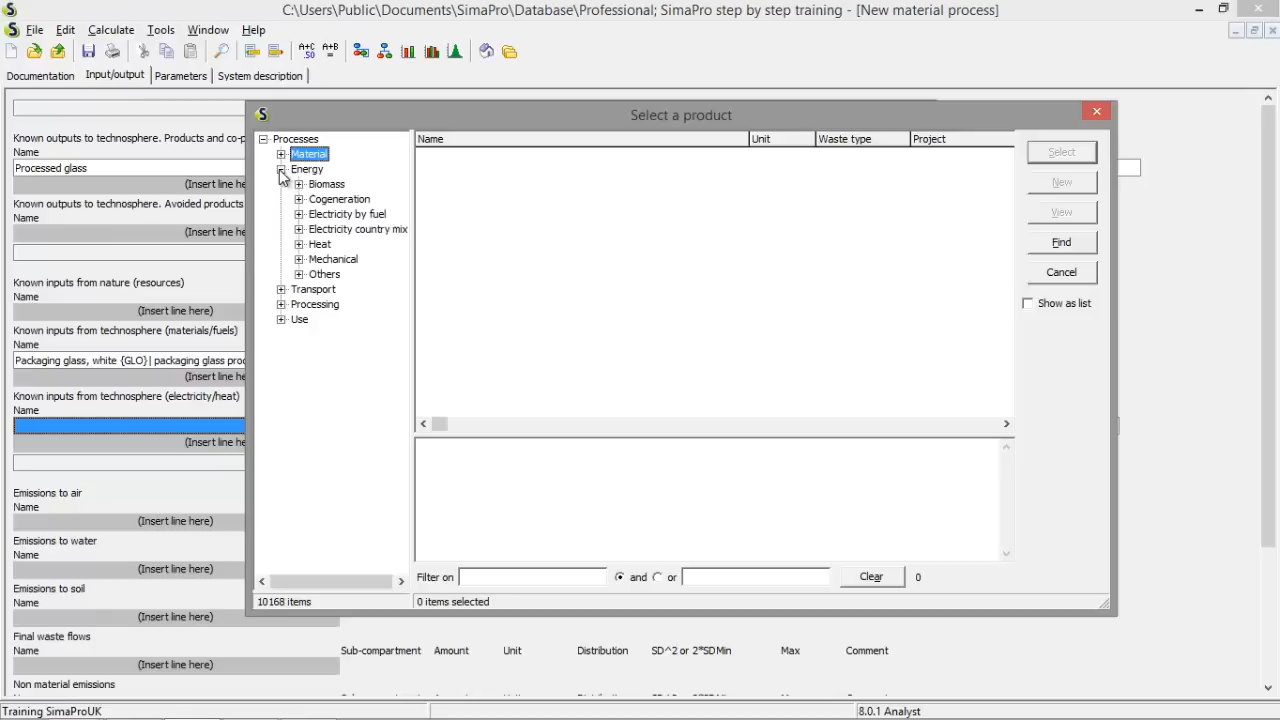 C:\Users\Public\Documents\SimaPro\Database\Professional; SimaPro step by step training - [New material process]
File Edit Calculate Tools Window Help
A+C .50 A+B
Documentation Input/output Parameters System description
Select a product
Known outputs to technosphere. Products and co-p
Name
Processed glass
(Insert line he
Known outputs to technosphere. Avoided products
Name
(Insert line he
Known inputs from nature (resources)
Name
(Insert line here)
Known inputs from technosphere (materials/fuels)
Name
Packaging glass, white {GLO}| packaging glass proc
(Insert line he
Known inputs from technosphere (electricity/heat)
Name
(Insert line he
Emissions to air
Name
(Insert line here)
Emissions to water
Name
(Insert line here)
Emissions to soil
Name
(Insert line here)
Final waste flows
Name Sub-compartment Amount Unit Distribution SD^2 or 2*SDMin Max Comment
(Insert line here)
Non material emissions
Processes
Material
Energy
Biomass
Cogeneration
Electricity by fuel
Electricity country mix
Heat
Mechanical
Others
Transport
Processing
Use
Name Unit Waste type Project
Select
New
View
Find
Cancel
Show as list
Filter on and or Clear 0
10168 items 0 items selected
Training SimaProUK 8.0.1 Analyst